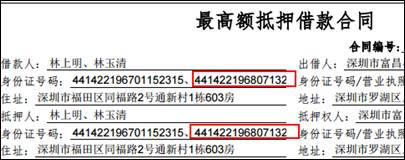 最高额抵押借款合同
合同编号:
借款人: 林上明、林玉清 出借人: 深圳市富昌
身份证号码: 441422196701152315、441422196807132 身份证号码/营业执照
住址: 深圳市福田区同福路2号通新村1栋603房 住址: 深圳市罗湖区
抵押人: 林上明、林玉清 抵押权人: 深圳市富
身份证号码: 441422196701152315、441422196807132 身份证号码/营业执照
住址: 深圳市福田区同福路2号通新村1栋603房 地址: 深圳市罗湖区